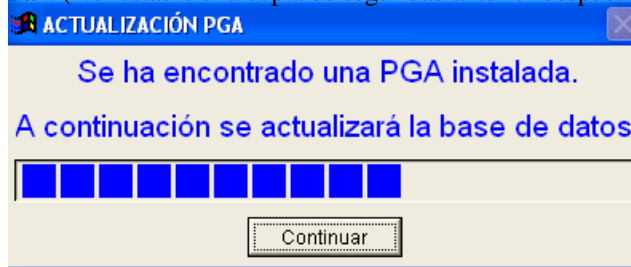 ACTUALIZACIÓN PGA
Se ha encontrado una PGA instalada.
A continuación se actualizará la base de datos
Continuar